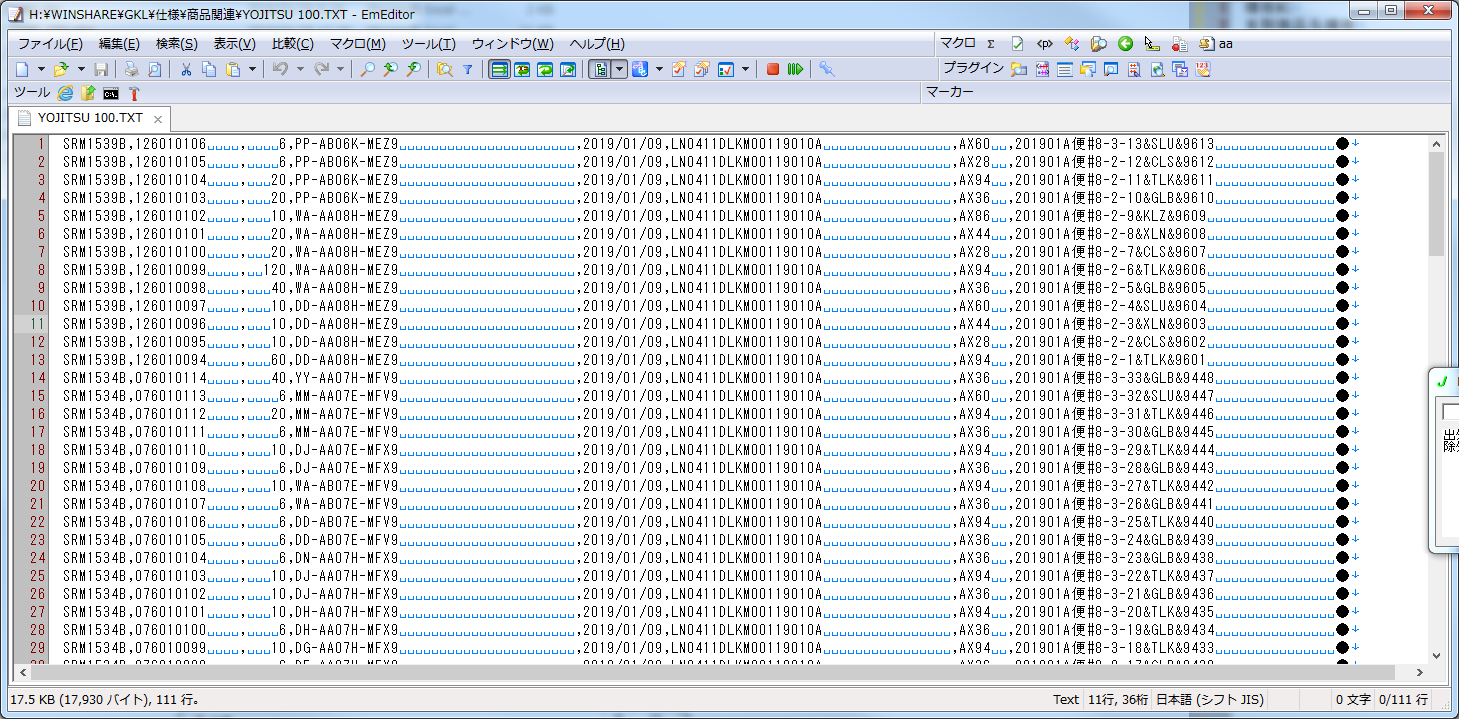 H:¥WINSHARE¥GKL¥仕様¥商品関連¥YOJITSU 100.TXT - EmEditor
ファイル(F) 編集(E) 検索(S) 表示(V) 比較(C) マクロ(M) ツール(T) ウィンドウ(W) ヘルプ(H) マクロ Σ <p> aa
プラグイン
ツール マーカー
YOJITSU 100.TXT
1 SRM1539B,126010106 , 6,PP-AB06K-MEZ9 ,2019/01/09,LN0411DLKM00119010A ,AX60 ,201901A便#8-3-13&SLU&9613 ●↓
2 SRM1539B,126010105 , 6,PP-AB06K-MEZ9 ,2019/01/09,LN0411DLKM00119010A ,AX28 ,201901A便#8-2-12&CLS&9612 ●↓
3 SRM1539B,126010104 , 20,PP-AB06K-MEZ9 ,2019/01/09,LN0411DLKM00119010A ,AX94 ,201901A便#8-2-11&TLK&9611 ●↓
4 SRM1539B,126010103 , 20,PP-AB06K-MEZ9 ,2019/01/09,LN0411DLKM00119010A ,AX36 ,201901A便#8-2-10&GLB&9610 ●↓
5 SRM1539B,126010102 , 10,WA-AA08H-MEZ9 ,2019/01/09,LN0411DLKM00119010A ,AX86 ,201901A便#8-2-9&KLZ&9609 ●↓
6 SRM1539B,126010101 , 20,WA-AA08H-MEZ9 ,2019/01/09,LN0411DLKM00119010A ,AX44 ,201901A便#8-2-8&XLN&9608 ●↓
7 SRM1539B,126010100 , 20,WA-AA08H-MEZ9 ,2019/01/09,LN0411DLKM00119010A ,AX28 ,201901A便#8-2-7&CLS&9607 ●↓
8 SRM1539B,126010099 , 120,WA-AA08H-MEZ9 ,2019/01/09,LN0411DLKM00119010A ,AX94 ,201901A便#8-2-6&TLK&9606 ●↓
9 SRM1539B,126010098 , 40,WA-AA08H-MEZ9 ,2019/01/09,LN0411DLKM00119010A ,AX36 ,201901A便#8-2-5&GLB&9605 ●↓
10 SRM1539B,126010097 , 10,DD-AA08H-MEZ9 ,2019/01/09,LN0411DLKM00119010A ,AX60 ,201901A便#8-2-4&SLU&9604 ●↓
11 SRM1539B,126010096 , 10,DD-AA08H-MEZ9 ,2019/01/09,LN0411DLKM00119010A ,AX44 ,201901A便#8-2-3&XLN&9603 ●↓
12 SRM1539B,126010095 , 10,DD-AA08H-MEZ9 ,2019/01/09,LN0411DLKM00119010A ,AX28 ,201901A便#8-2-2&CLS&9602 ●↓
13 SRM1539B,126010094 , 60,DD-AA08H-MEZ9 ,2019/01/09,LN0411DLKM00119010A ,AX94 ,201901A便#8-2-1&TLK&9601 ●↓
14 SRM1534B,076010114 , 40,YY-AA07H-MFV9 ,2019/01/09,LN0411DLKM00119010A ,AX36 ,201901A便#8-3-33&GLB&9448 ●↓
15 SRM1534B,076010113 , 6,MM-AA07E-MFV9 ,2019/01/09,LN0411DLKM00119010A ,AX60 ,201901A便#8-3-32&SLU&9447 ●↓
16 SRM1534B,076010112 , 20,MM-AA07E-MFV9 ,2019/01/09,LN0411DLKM00119010A ,AX94 ,201901A便#8-3-31&TLK&9446 ●↓
17 SRM1534B,076010111 , 6,MM-AA07E-MFV9 ,2019/01/09,LN0411DLKM00119010A ,AX36 ,201901A便#8-3-30&GLB&9445 ●↓
18 SRM1534B,076010110 , 10,DJ-AA07E-MFX9 ,2019/01/09,LN0411DLKM00119010A ,AX94 ,201901A便#8-3-29&TLK&9444 ●↓
19 SRM1534B,076010109 , 6,DJ-AA07E-MFX9 ,2019/01/09,LN0411DLKM00119010A ,AX36 ,201901A便#8-3-28&GLB&9443 ●↓
20 SRM1534B,076010108 , 10,WA-AB07E-MFV9 ,2019/01/09,LN0411DLKM00119010A ,AX94 ,201901A便#8-3-27&TLK&9442 ●↓
21 SRM1534B,076010107 , 6,WA-AB07E-MFV9 ,2019/01/09,LN0411DLKM00119010A ,AX36 ,201901A便#8-3-26&GLB&9441 ●↓
22 SRM1534B,076010106 , 6,DD-AB07E-MFV9 ,2019/01/09,LN0411DLKM00119010A ,AX94 ,201901A便#8-3-25&TLK&9440 ●↓
23 SRM1534B,076010105 , 6,DD-AB07E-MFV9 ,2019/01/09,LN0411DLKM00119010A ,AX36 ,201901A便#8-3-24&GLB&9439 ●↓
24 SRM1534B,076010104 , 6,DN-AA07H-MFX9 ,2019/01/09,LN0411DLKM00119010A ,AX36 ,201901A便#8-3-23&GLB&9438 ●↓
25 SRM1534B,076010103 , 10,DJ-AA07H-MFX9 ,2019/01/09,LN0411DLKM00119010A ,AX94 ,201901A便#8-3-22&TLK&9437 ●↓
26 SRM1534B,076010102 , 10,DJ-AA07H-MFX9 ,2019/01/09,LN0411DLKM00119010A ,AX36 ,201901A便#8-3-21&GLB&9436 ●↓
27 SRM1534B,076010101 , 10,DH-AA07H-MFX9 ,2019/01/09,LN0411DLKM00119010A ,AX94 ,201901A便#8-3-20&TLK&9435 ●↓
28 SRM1534B,076010100 , 6,DH-AA07H-MFX9 ,2019/01/09,LN0411DLKM00119010A ,AX36 ,201901A便#8-3-19&GLB&9434 ●↓
29 SRM1534B,076010099 , 10,DG-AA07H-MFX9 ,2019/01/09,LN0411DLKM00119010A ,AX94 ,201901A便#8-3-18&TLK&9433 ●↓
17.5 KB (17,930 バイト), 111 行。 Text 11行, 36桁 日本語 (シフト JIS) 0 文字 0/111 行